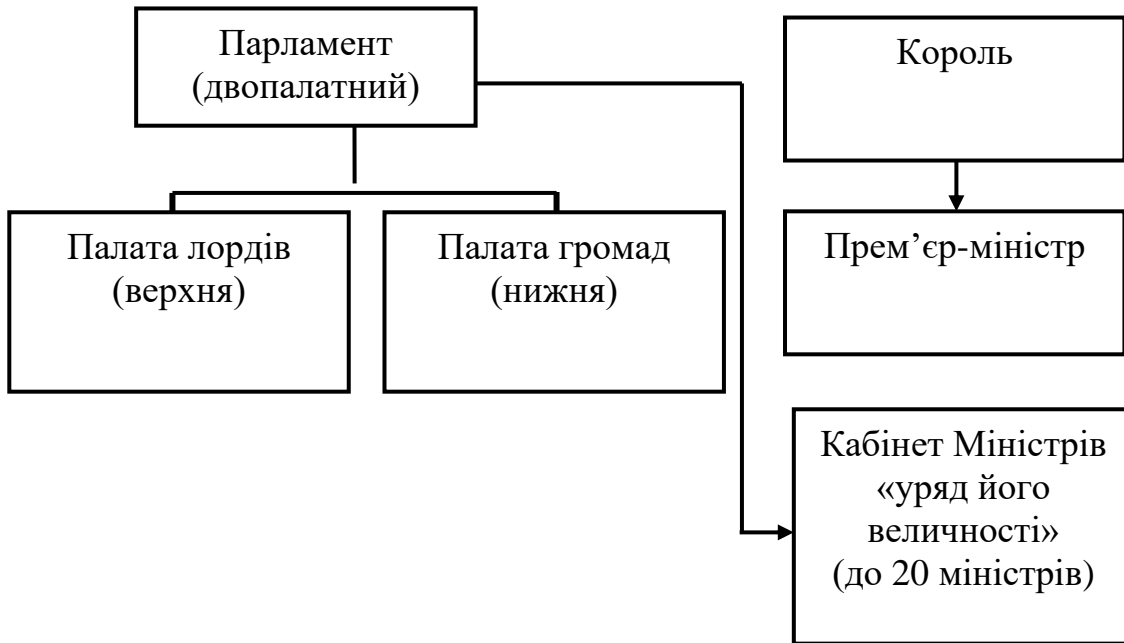 Парламент
(двопалатний)
Король
Палата лордів
(верхня)
Палата громад
(нижня)
Прем’єр-міністр
Кабінет Міністрів
«уряд його
величності»
(до 20 міністрів)